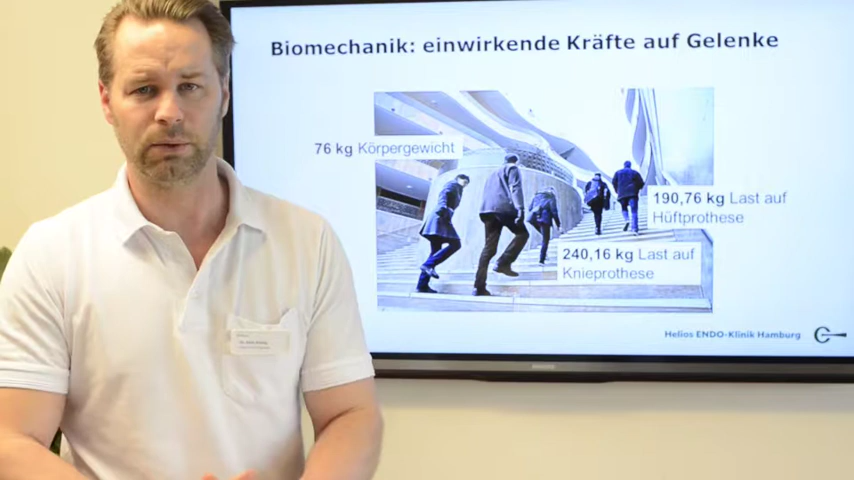 Biomechanik: einwirkende Kräfte auf Gelenke
76 kg Körpergewicht
190,76 kg Last auf
Hüftprothese
240,16 kg Last auf
Knieprothese
Helios ENDO-Klinik Hamburg